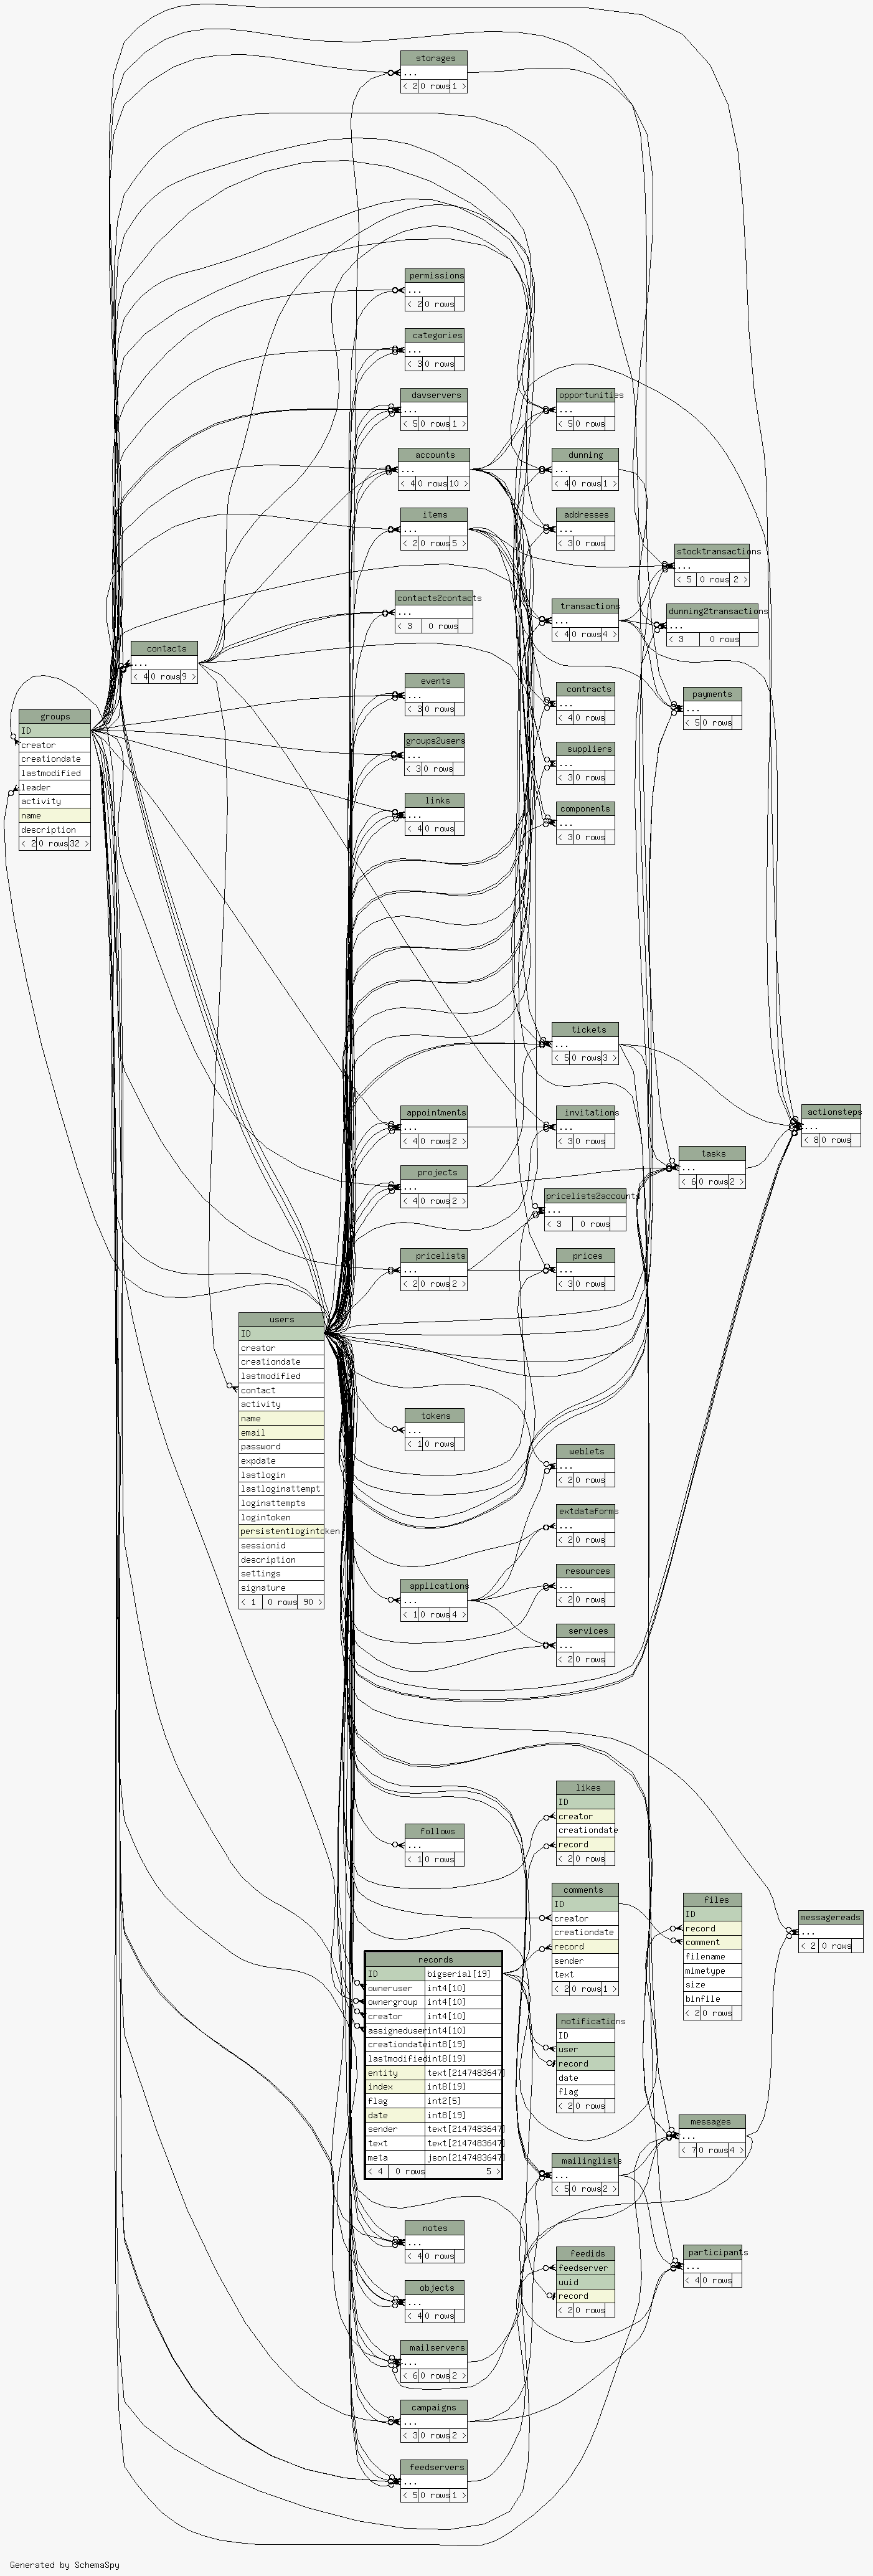 storages
...
< 2 0 rows 1 >
permissions
...
< 2 0 rows
categories
...
< 3 0 rows
davservers
...
< 5 0 rows 1 >
opportunities
...
< 5 0 rows
accounts
...
< 4 0 rows 10 >
dunning
...
< 4 0 rows 1 >
items
...
< 2 0 rows 5 >
addresses
...
< 3 0 rows
stocktransactions
...
< 5 0 rows 2 >
contacts2contacts
...
< 3 0 rows
transactions
...
< 4 0 rows 4 >
dunning2transactions
...
< 3 0 rows
contacts
...
< 4 0 rows 9 >
events
...
< 3 0 rows
contracts
...
< 4 0 rows
payments
...
< 5 0 rows
groups
ID
creator
creationdate
lastmodified
leader
activity
name
description
< 2 0 rows 32 >
groups2users
...
< 3 0 rows
suppliers
...
< 3 0 rows
links
...
< 4 0 rows
components
...
< 3 0 rows
tickets
...
< 5 0 rows 3 >
appointments
...
< 4 0 rows 2 >
invitations
...
< 3 0 rows
actionsteps
...
< 8 0 rows
tasks
...
< 6 0 rows 2 >
projects
...
< 4 0 rows 2 >
pricelists2accounts
...
< 3 0 rows
pricelists
...
< 2 0 rows 2 >
prices
...
< 3 0 rows
users
ID
creator
creationdate
lastmodified
contact
activity
name
email
password
expdate
lastlogin
lastloginattempt
loginattempts
logintoken
persistentlogintoken
sessionid
description
settings
signature
< 1 0 rows 90 >
tokens
...
< 1 0 rows
weblets
...
< 2 0 rows
extdataforms
...
< 2 0 rows
applications
...
< 1 0 rows 4 >
resources
...
< 2 0 rows
services
...
< 2 0 rows
likes
ID
creator
creationdate
record
< 2 0 rows
follows
...
< 1 0 rows
comments
ID
creator
creationdate
record
sender
text
< 2 0 rows 1 >
files
ID
record
comment
filename
mimetype
size
binfile
< 2 0 rows
messagereads
...
< 2 0 rows
records
ID bigserial[19]
owneruser int4[10]
ownergroup int4[10]
creator int4[10]
assigneduser int4[10]
creationdate int8[19]
lastmodified int8[19]
entity text[2147483647]
index int8[19]
flag int2[5]
date int8[19]
sender text[2147483647]
text text[2147483647]
meta json[2147483647]
< 4 0 rows 5 >
notifications
ID
user
record
date
flag
< 2 0 rows
messages
...
< 7 0 rows 4 >
mailinglists
...
< 5 0 rows 2 >
notes
...
< 4 0 rows
feedids
feedserver
uuid
record
< 2 0 rows
participants
...
< 4 0 rows
objects
...
< 4 0 rows
mailservers
...
< 6 0 rows 2 >
campaigns
...
< 3 0 rows 2 >
feedservers
...
< 5 0 rows 1 >
Generated by SchemaSpy